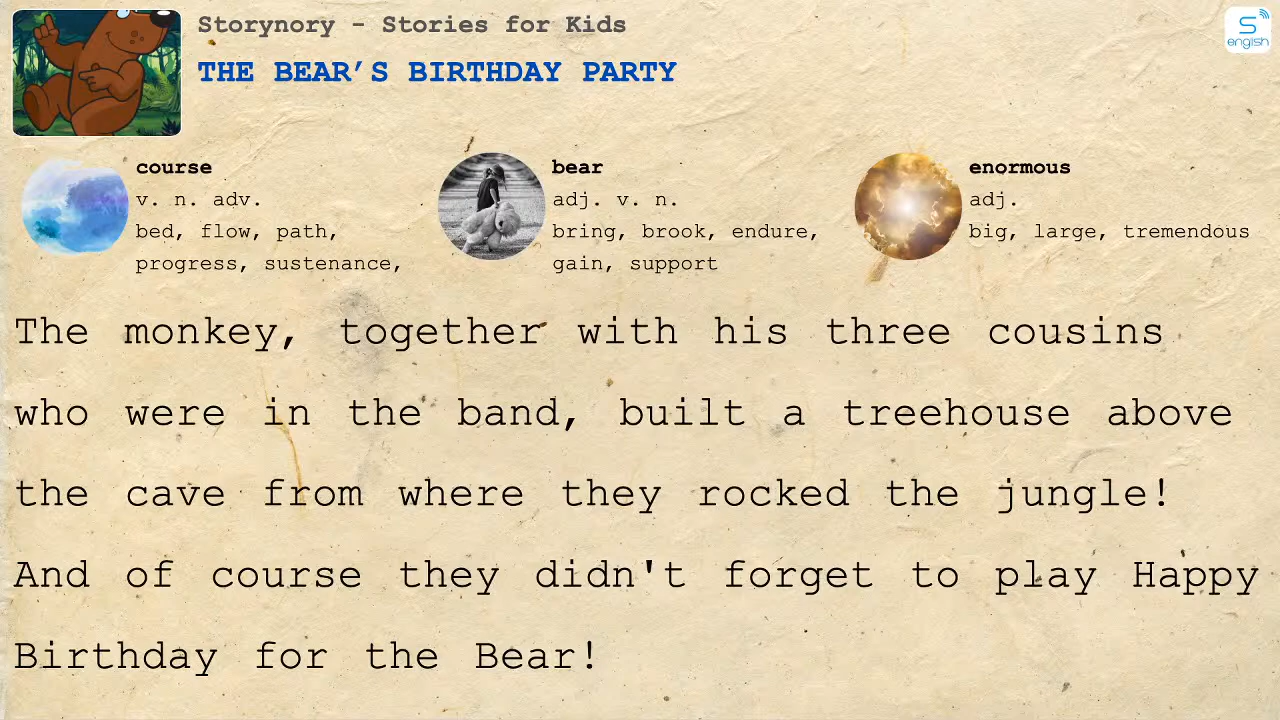 Storynory - Stories for Kids
THE BEAR’S BIRTHDAY PARTY
S
english
course
v. n. adv.
bed, flow, path,
progress, sustenance,
bear
adj. v. n.
bring, brook, endure,
gain, support
enormous
adj.
big, large, tremendous
The monkey, together with his three cousins
who were in the band, built a treehouse above
the cave from where they rocked the jungle!
And of course they didn't forget to play Happy
Birthday for the Bear!